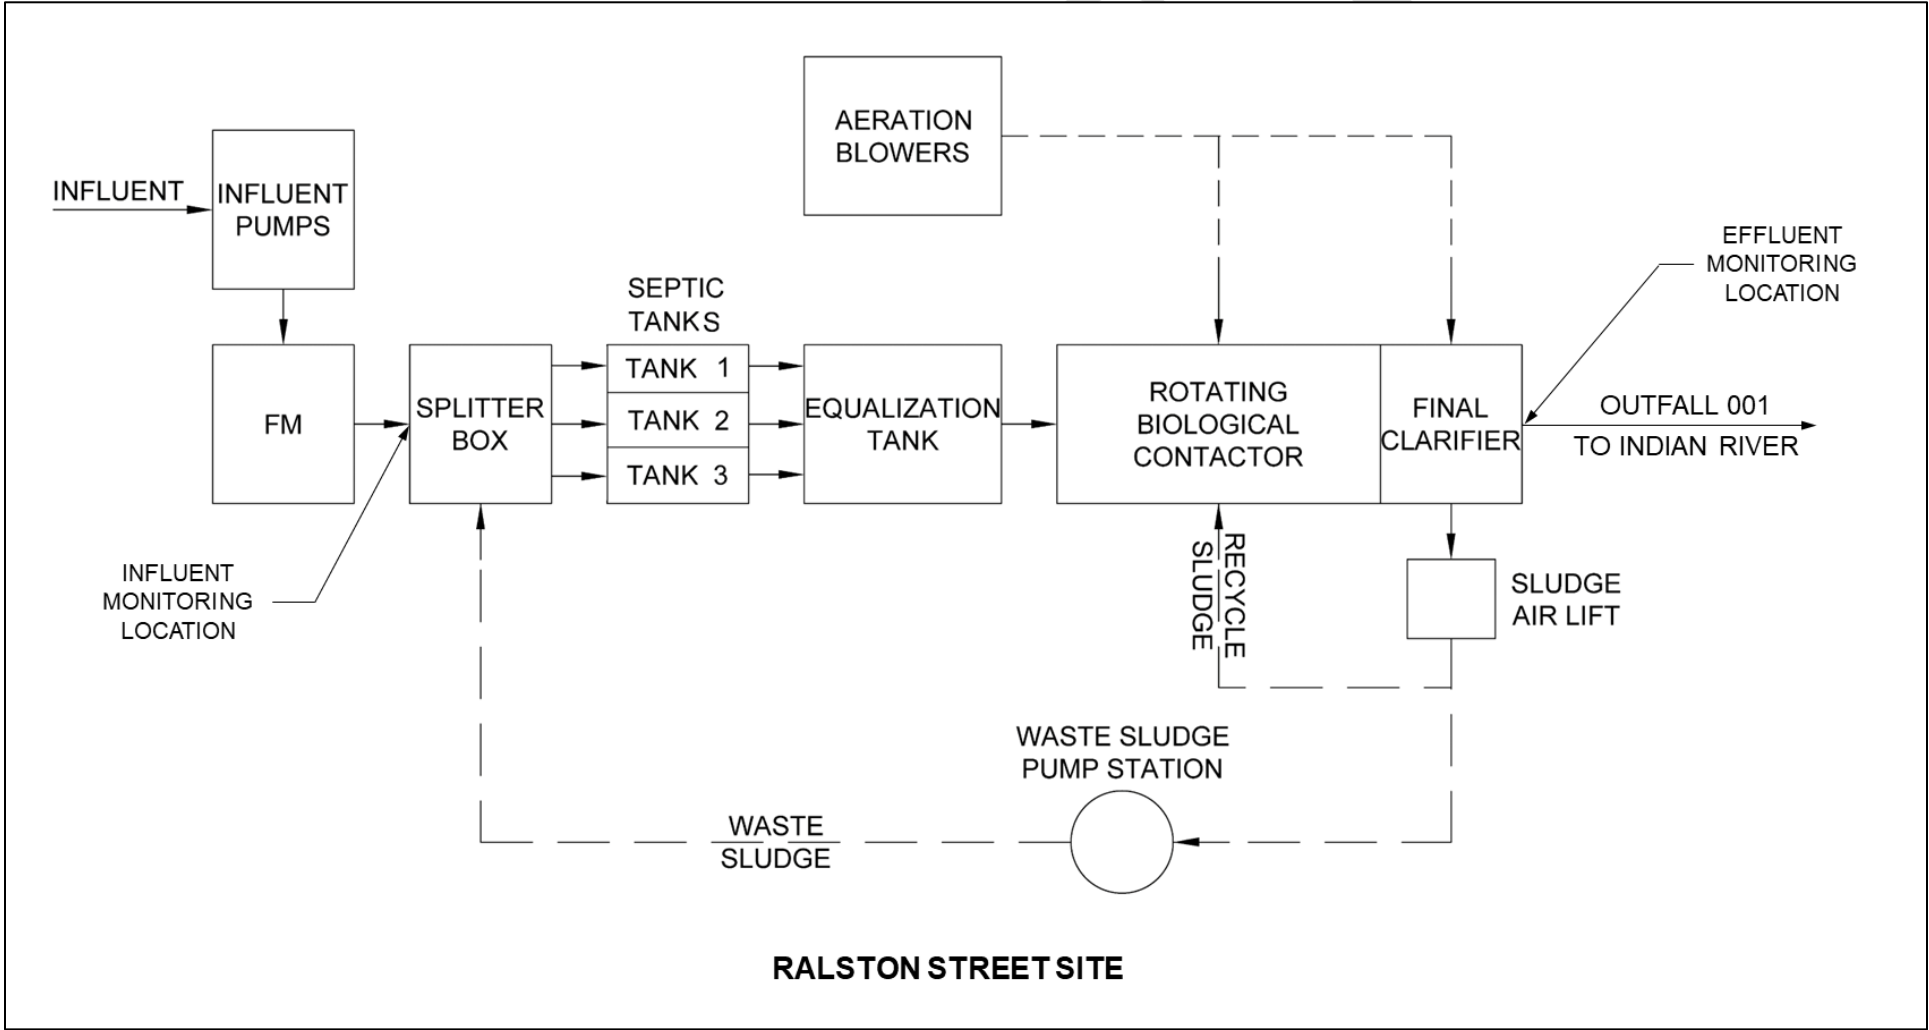 AERATION
BLOWERS
INFLUENT
INFLUENT
PUMPS
EFFLUENT
MONITORING
LOCATION
SEPTIC
TANKS
FM
SPLITTER
BOX
TANK 1
TANK 2
TANK 3
EQUALIZATION
TANK
ROTATING
BIOLOGICAL
CONTACTOR
FINAL
CLARIFIER
OUTFALL 001
TO INDIAN RIVER
INFLUENT
MONITORING
LOCATION
RECYCLE
SLUDGE
SLUDGE
AIR LIFT
WASTE SLUDGE
PUMP STATION
WASTE
SLUDGE
RALSTON STREET SITE